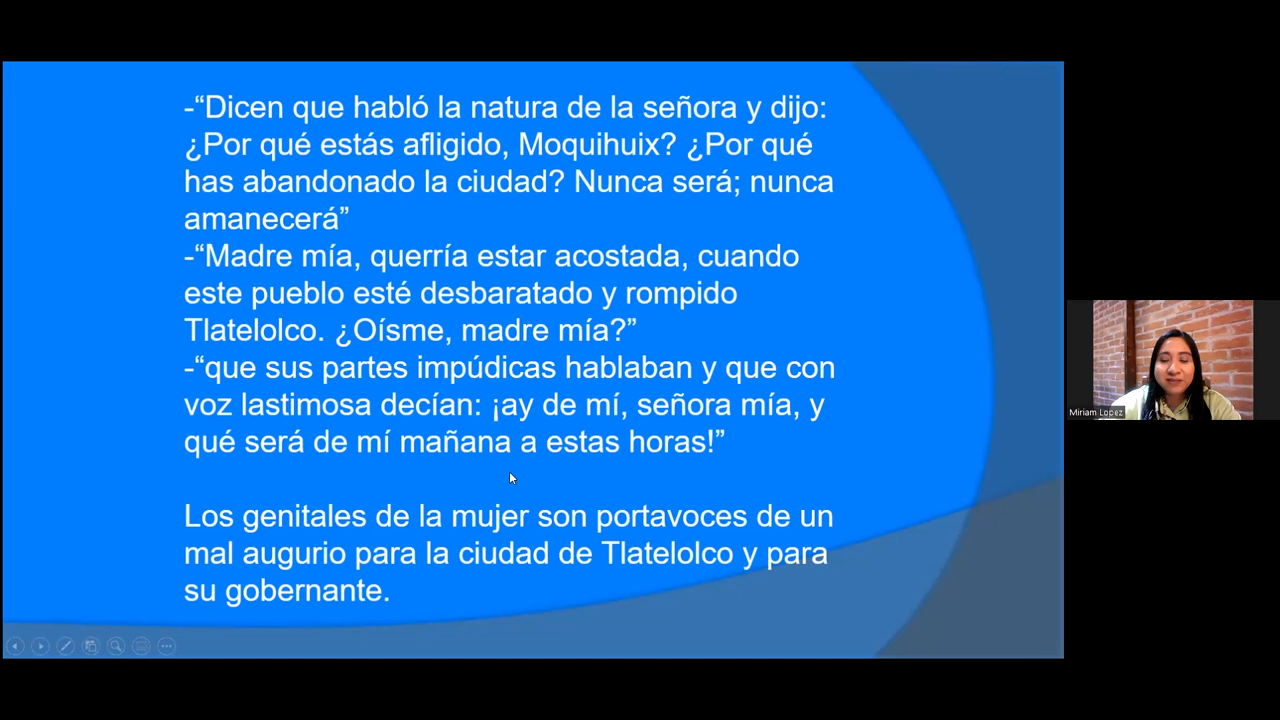 -“Dicen que habló la natura de la señora y dijo:
¿Por qué estás afligido, Moquihuix? ¿Por qué
has abandonado la ciudad? Nunca será; nunca
amanecerá”
-“Madre mía, querría estar acostada, cuando
este pueblo esté desbaratado y rompido
Tlatelolco. ¿Oísme, madre mía?”
-“que sus partes impúdicas hablaban y que con
voz lastimosa decían: ¡ay de mí, señora mía, y
qué será de mí mañana a estas horas!”
Los genitales de la mujer son portavoces de un
mal augurio para la ciudad de Tlatelolco y para
su gobernante.
Miriam Lopez